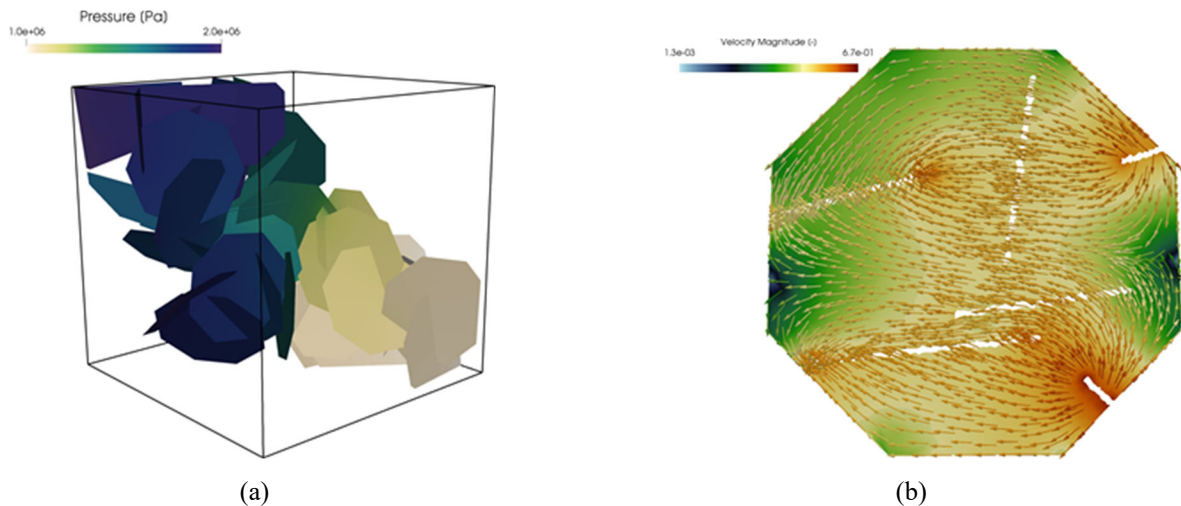 Pressure (Pa)
1.0e+06 2.0e+06
Velocity Magnitude (-)
1.3e-03 6.7e-01
(a) (b)